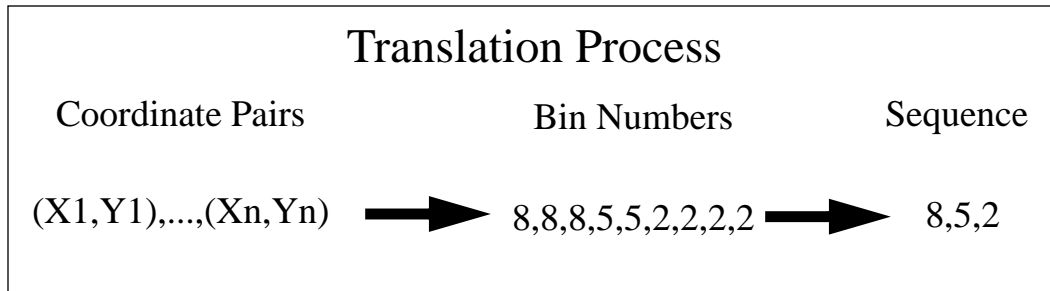 Translation Process
Coordinate Pairs Bin Numbers Sequence
(X1,Y1),...,(Xn,Yn) 8,8,8,5,5,2,2,2,2 8,5,2